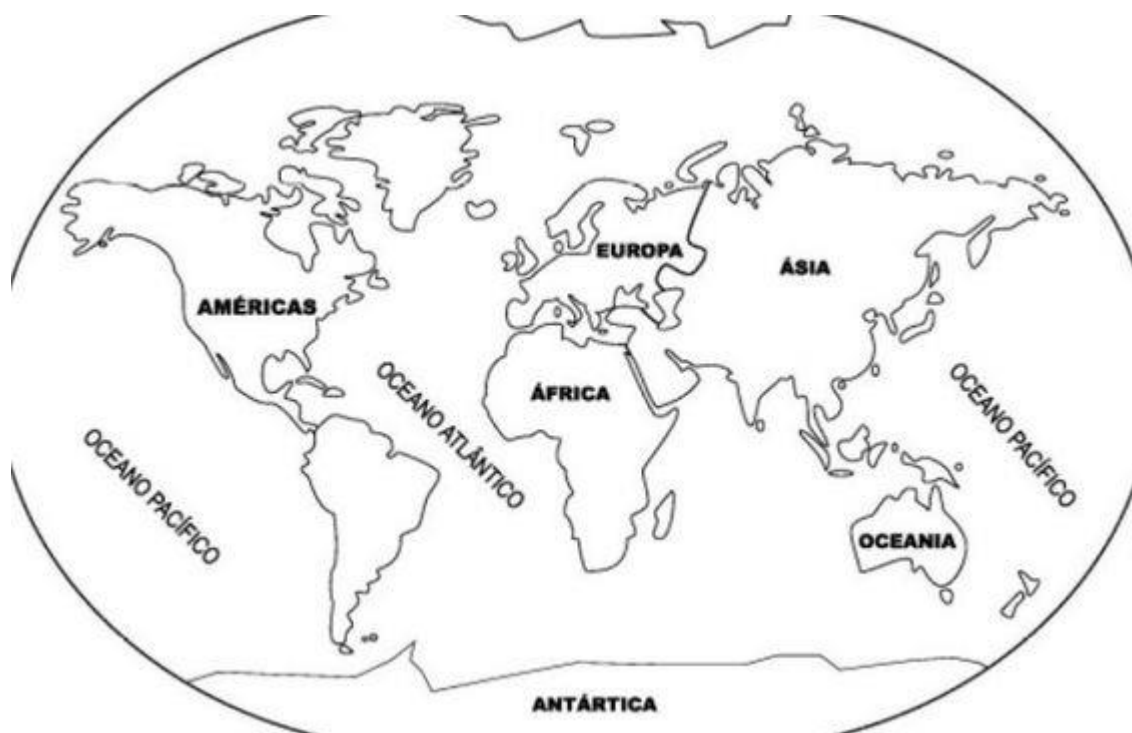 EUROPA
ÁSIA
AMÉRICAS
ÁFRICA
OCEANO ATLÂNTICO
OCEANO PACÍFICO
OCEANO PACÍFICO
OCEANIA
ANTÁRTICA